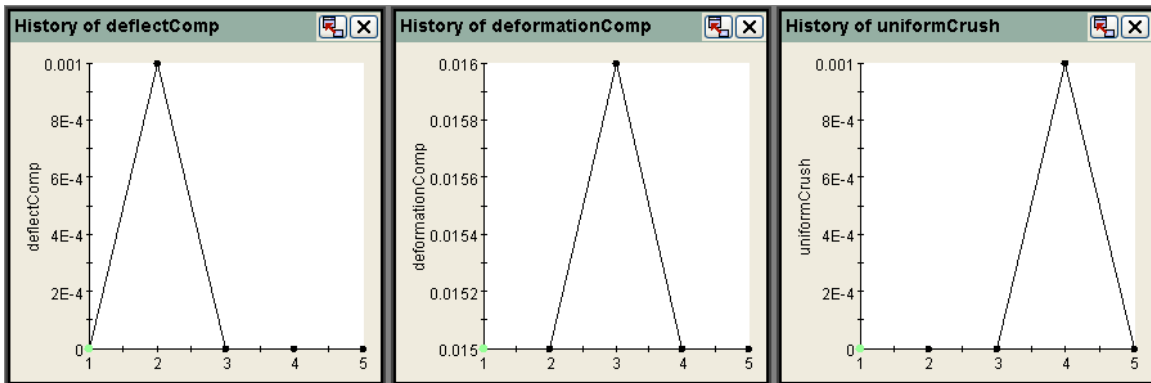 History of deflectComp
0.001
8E-4
6E-4
4E-4
2E-4
0
deflectComp
1 2 3 4 5
History of deformationComp
0.016
0.0158
0.0156
0.0154
0.0152
0.015
deformationComp
1 2 3 4 5
History of uniformCrush
0.001
8E-4
6E-4
4E-4
2E-4
0
uniformCrush
1 2 3 4 5